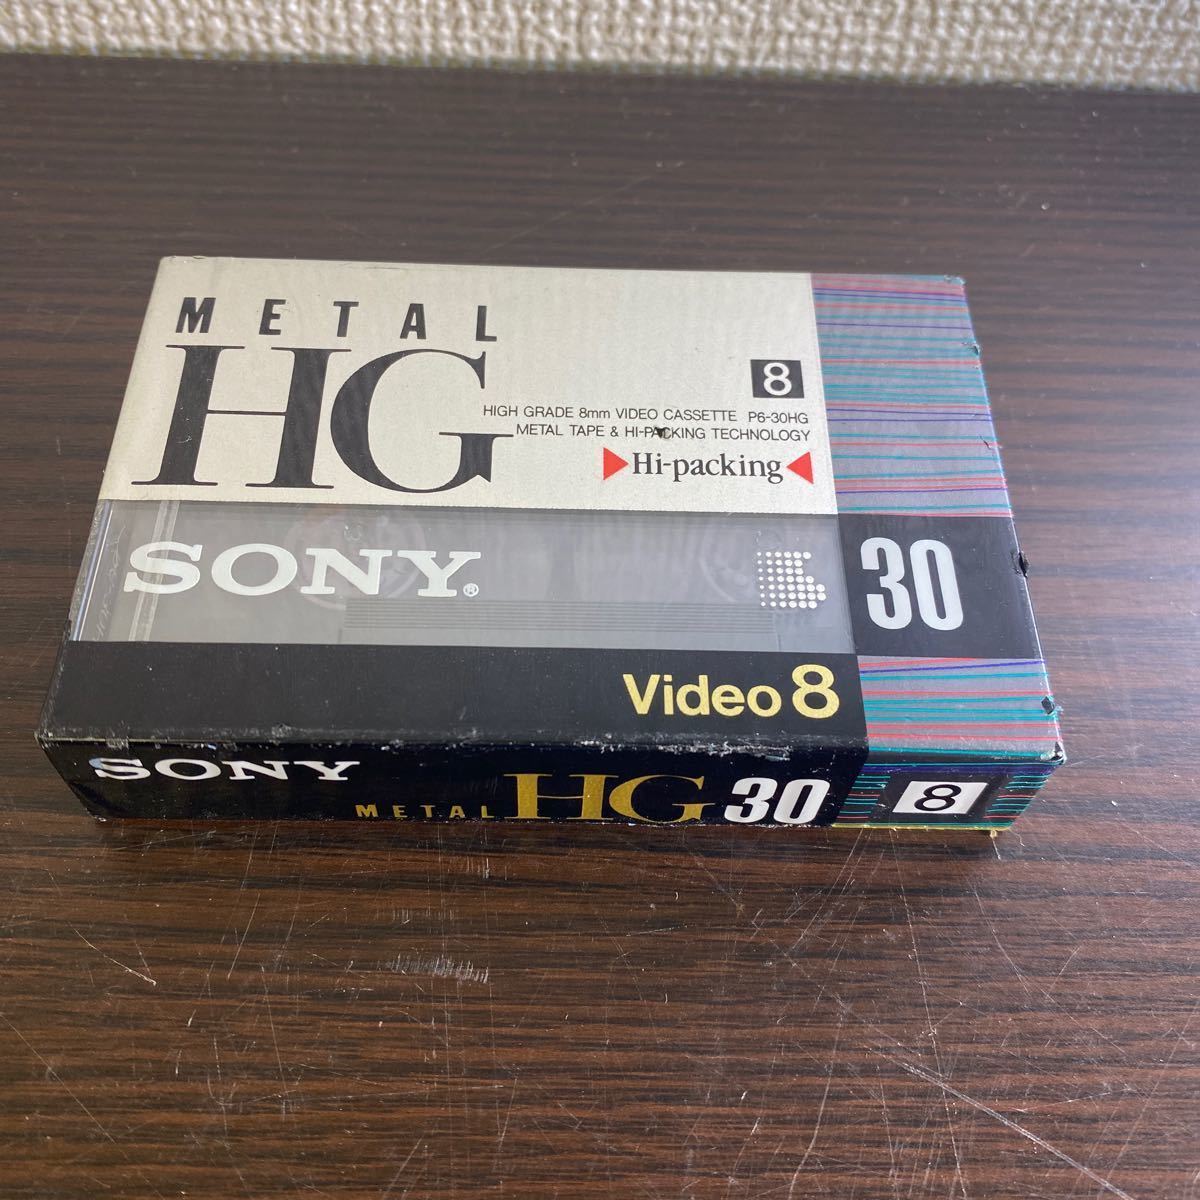 METAL
HG
8
HIGH GRADE 8mm VIDEO CASSETTE P6-30HG
METAL TAPE & HI-PACKING TECHNOLOGY
Hi-packing
SONY®
30
Video 8
SONY
METAL HG 30
8